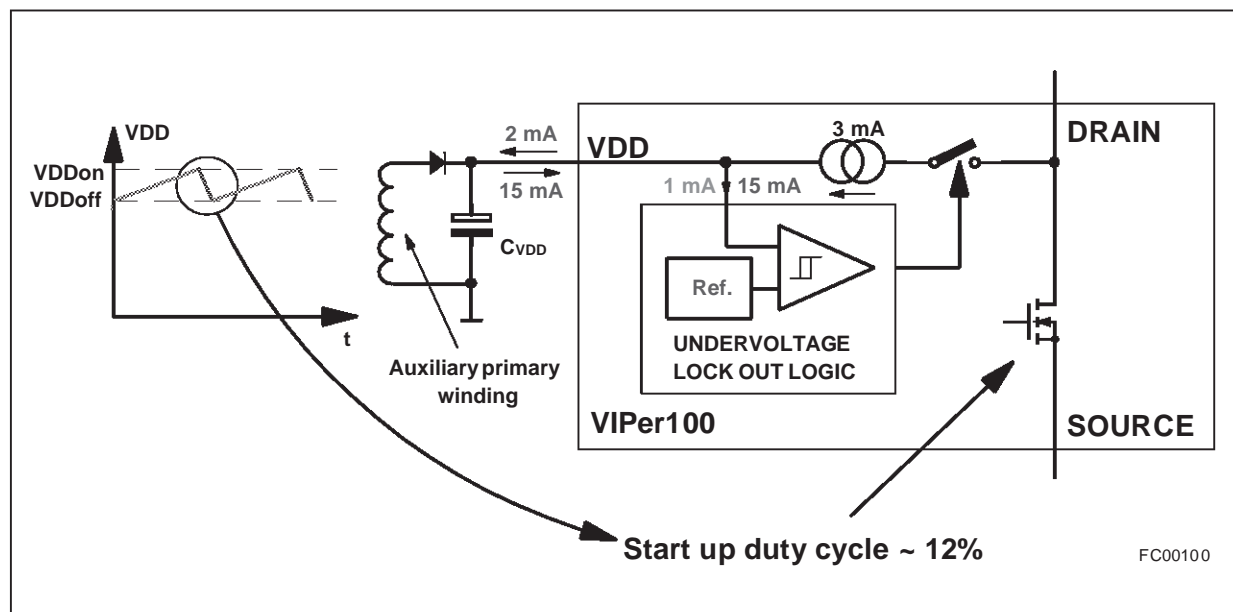 VDD
VDDon
VDDoff
t
2 mA
15 mA
CVDD
Auxiliary primary
winding
VDD
3 mA
DRAIN
1 mA
15 mA
Ref.
UNDERVOLTAGE
LOCK OUT LOGIC
VIPer100
SOURCE
Start up duty cycle ~ 12%
FC00100